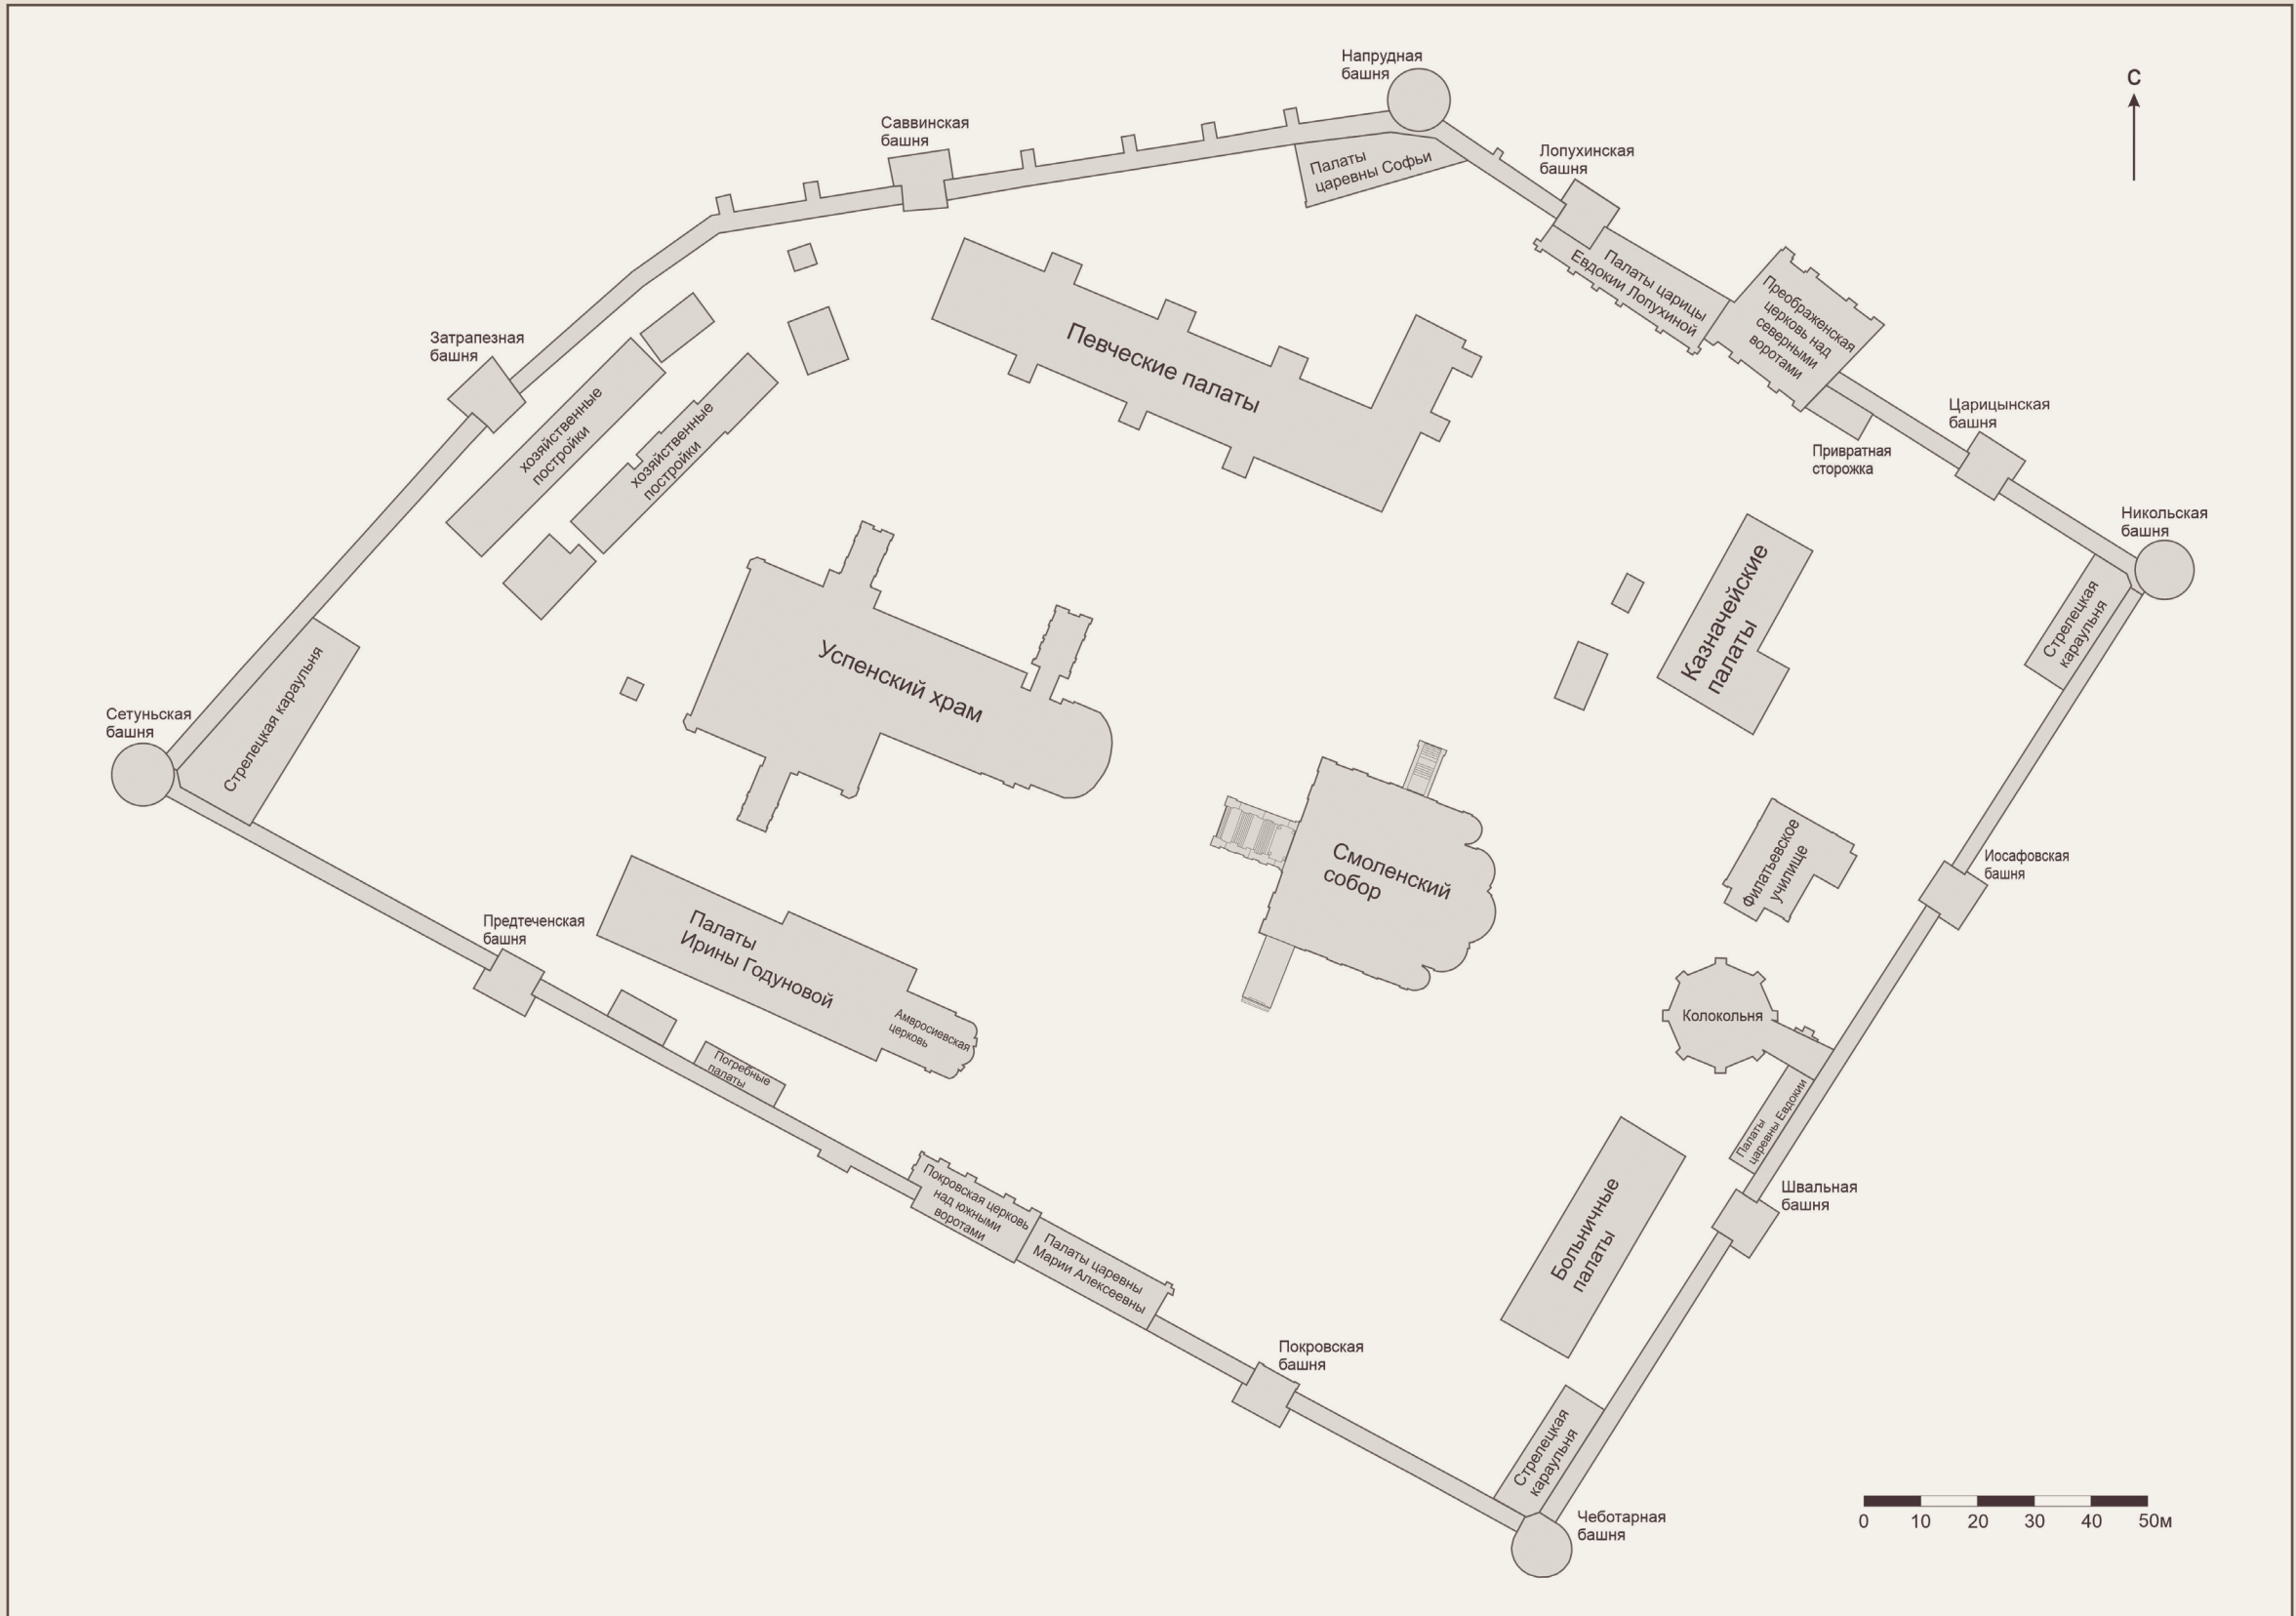 Напрудная
башня
С
Саввинская
башня
Лопухинская
башня
Палаты
царевны Софьи
Палаты царицы
Евдокии Лопухиной
Преображенская
церковь над
северными
воротами
Затрапезная
башня
Певческие палаты
Царицынская
башня
Привратная
сторожка
хозяйственные
постройки
хозяйственные
постройки
Никольская
башня
Стрелецкая
караульня
Казначейские
палаты
Успенский храм
Стрелецкая караульня
Сетуньская
башня
Смоленский
собор
Филатьевское
училище
Иосафовская
башня
Предтеченская
башня
Палаты
Ирины Годуновой
Амвросиевская
церковь
Колокольня
Погребные
палаты
Палаты
царевны Евдокии
Покровская церковь
над южными
воротами
Палаты царевны
Марии Алексеевны
Швальная
башня
Больничные
палаты
Покровская
башня
Стрелецкая
караульня
Чеботарная
башня
0 10 20 30 40 50м